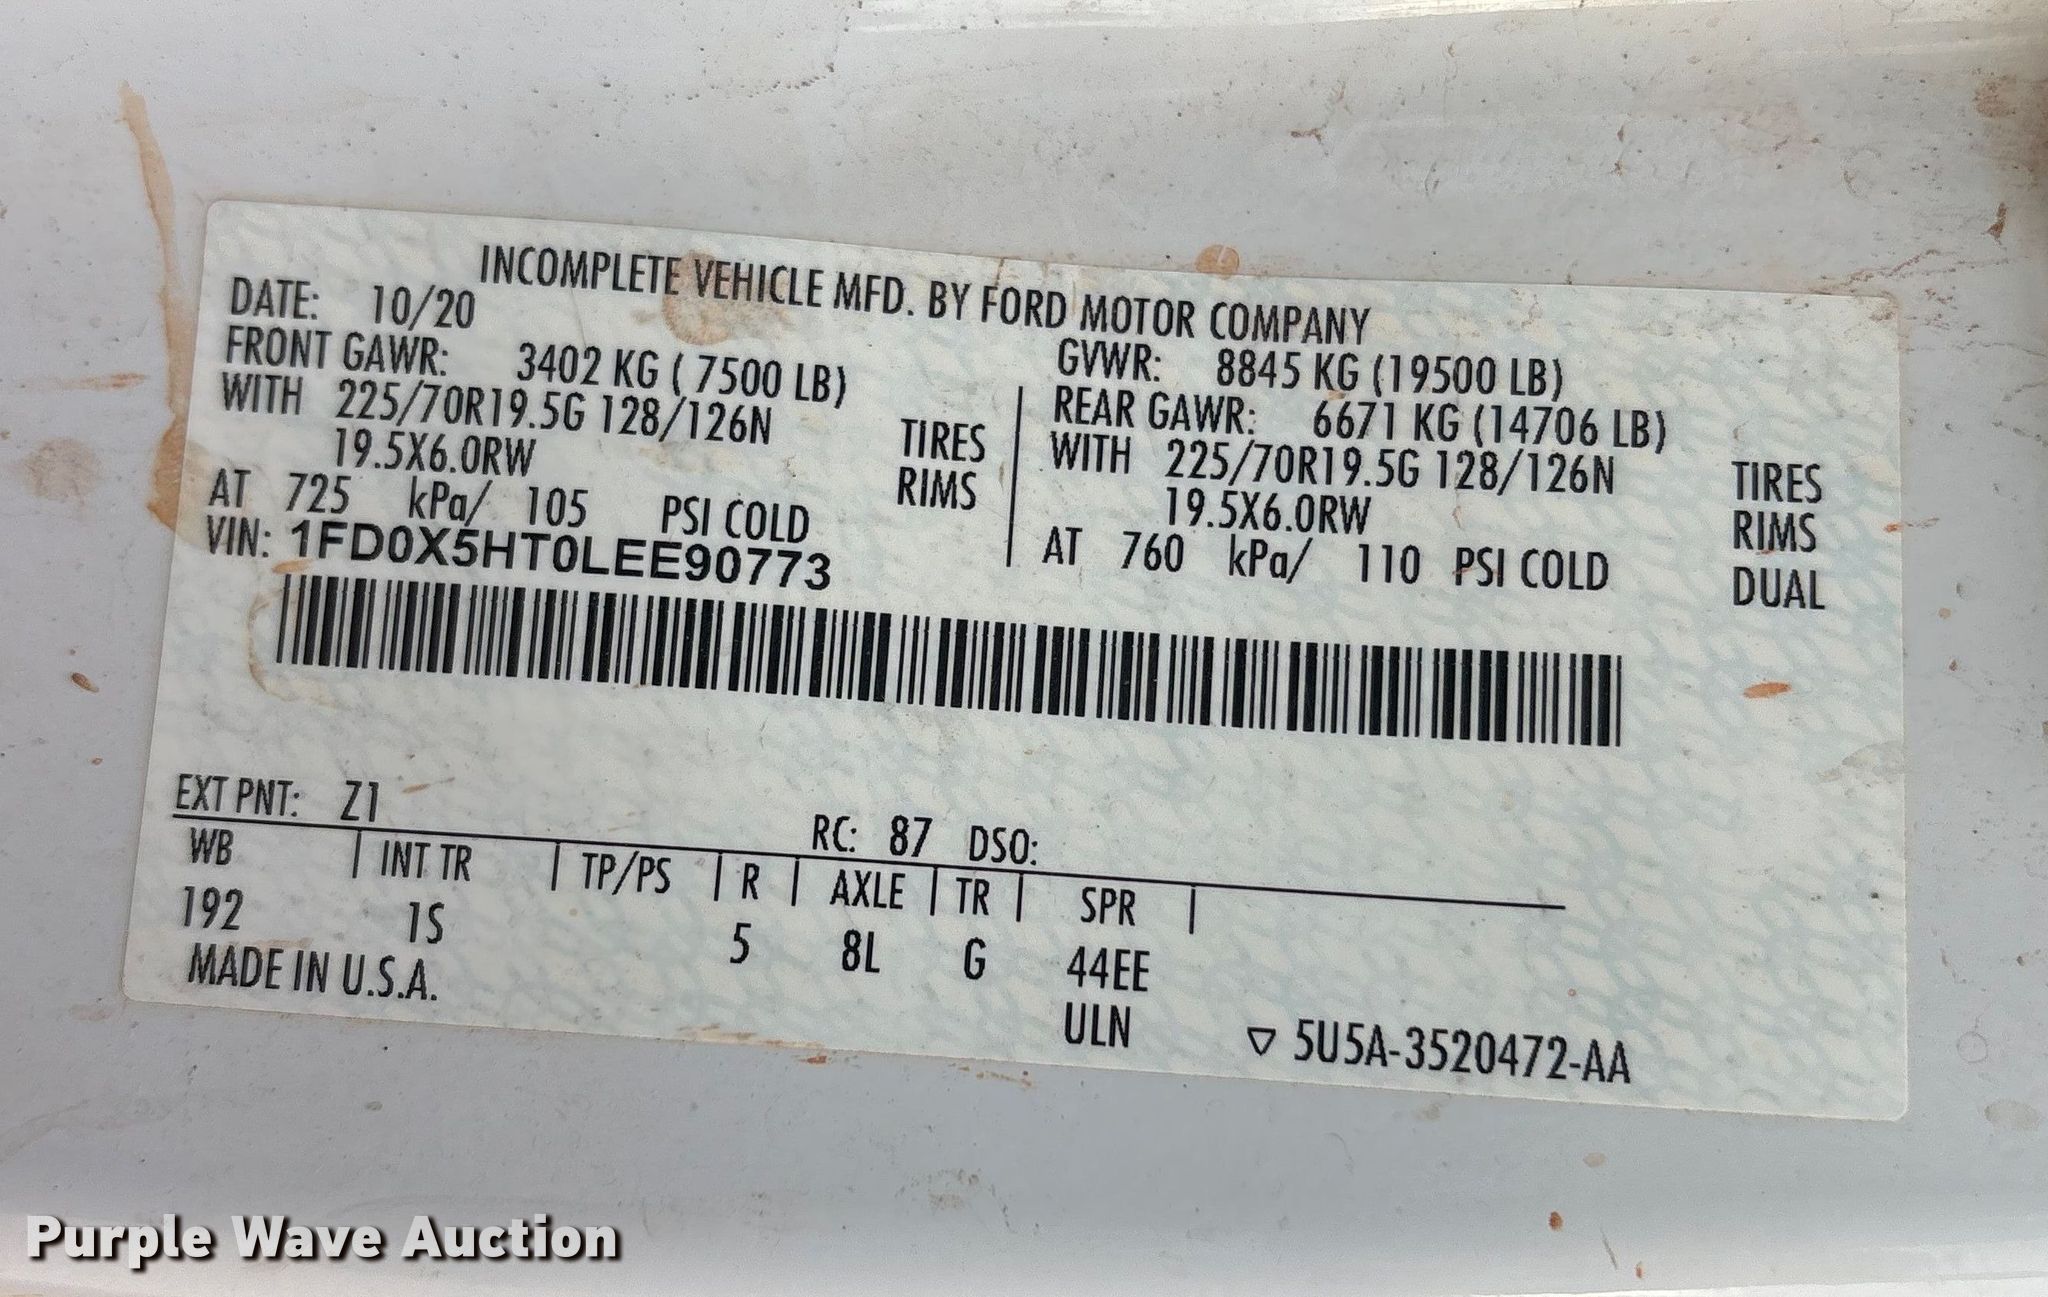 INCOMPLETE VEHICLE MFD. BY FORD MOTOR COMPANY
DATE: 10/20
GVWR: 8845 KG (19500 LB)
FRONT GAWR: 3402 KG ( 7500 LB)
WITH 225/70R19.5G 128/126N TIRES
19.5X6.0RW RIMS
AT 725 kPa/ 105 PSI COLD
REAR GAWR: 6671 KG (14706 LB)
WITH 225/70R19.5G 128/126N TIRES
19.5X6.0RW RIMS
AT 760 kPa/ 110 PSI COLD DUAL
VIN: 1FD0X5HT0LEE90773
EXT PNT: Z1 RC: 87 DSO:
WB INT TR TP/PS R AXLE TR SPR
192 1S 5 8L G 44EE
MADE IN U.S.A. ULN ▽ 5U5A-3520472-AA
Purple Wave Auction